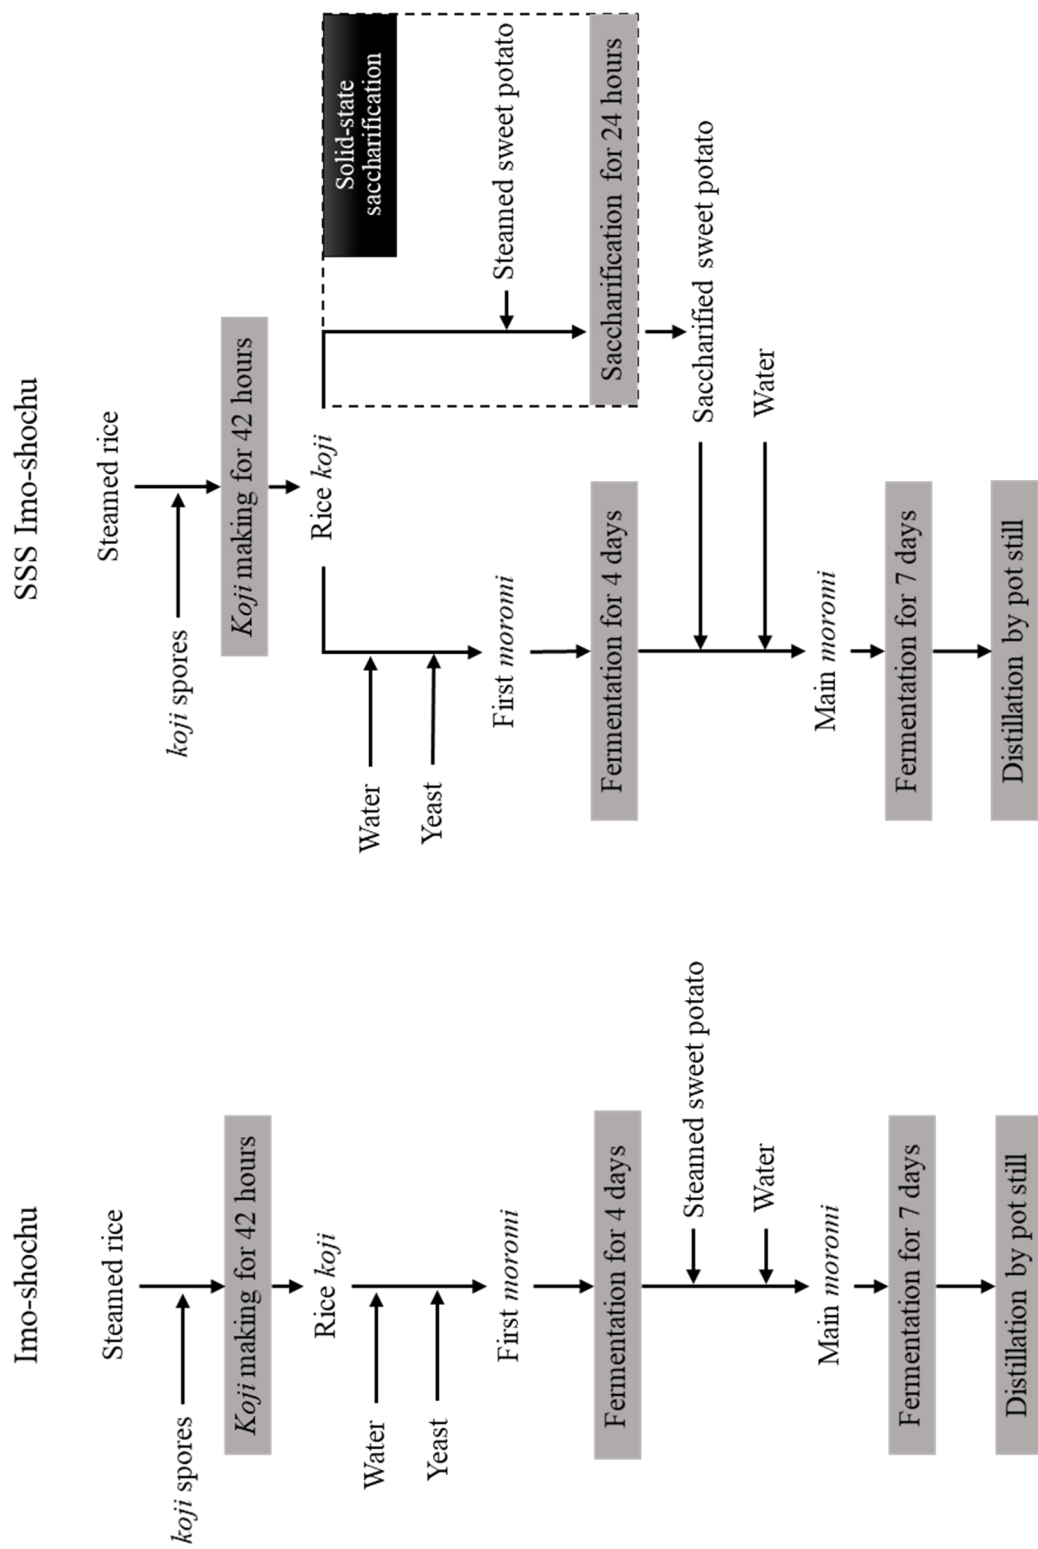 Imo-shochu
Steamed rice
koji spores
Koji making for 42 hours
Rice koji
Water
Yeast
First moromi
Fermentation for 4 days
Steamed sweet potato
Water
Main moromi
Fermentation for 7 days
Distillation by pot still
SSS Imo-shochu
Steamed rice
koji spores
Koji making for 42 hours
Rice koji
Water
Yeast
First moromi
Fermentation for 4 days
Solid-state
saccharification
Steamed sweet potato
Saccharification for 24 hours
Saccharified sweet potato
Water
Main moromi
Fermentation for 7 days
Distillation by pot still